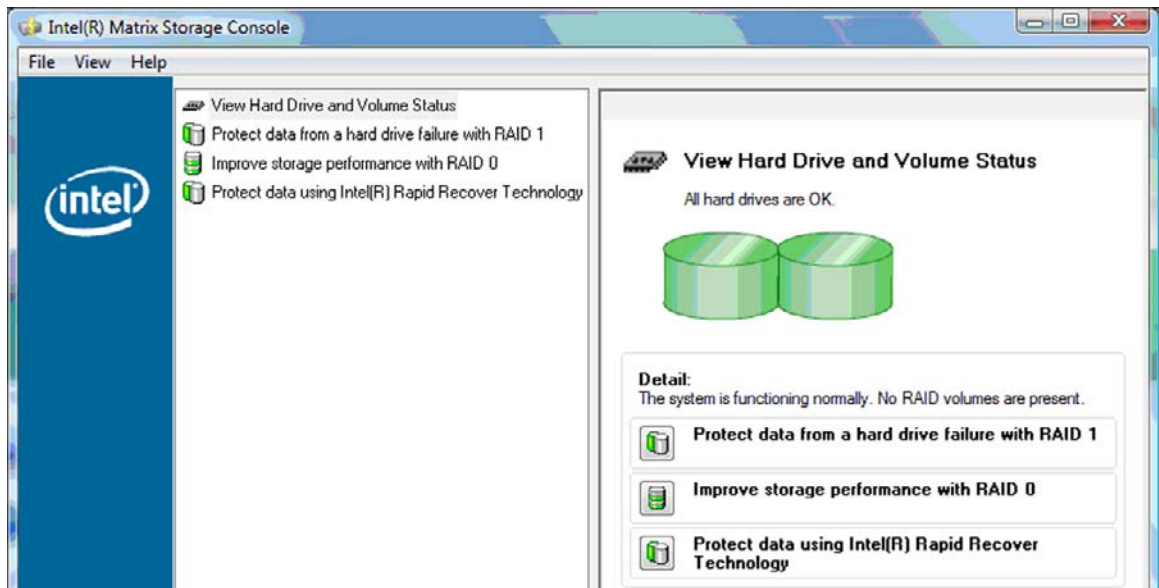 Intel(R) Matrix Storage Console
File View Help
intel
View Hard Drive and Volume Status
Protect data from a hard drive failure with RAID 1
Improve storage performance with RAID 0
Protect data using Intel(R) Rapid Recover Technology
View Hard Drive and Volume Status
All hard drives are OK.
Detail:
The system is functioning normally. No RAID volumes are present.
Protect data from a hard drive failure with RAID 1
Improve storage performance with RAID 0
Protect data using Intel(R) Rapid Recover
Technology